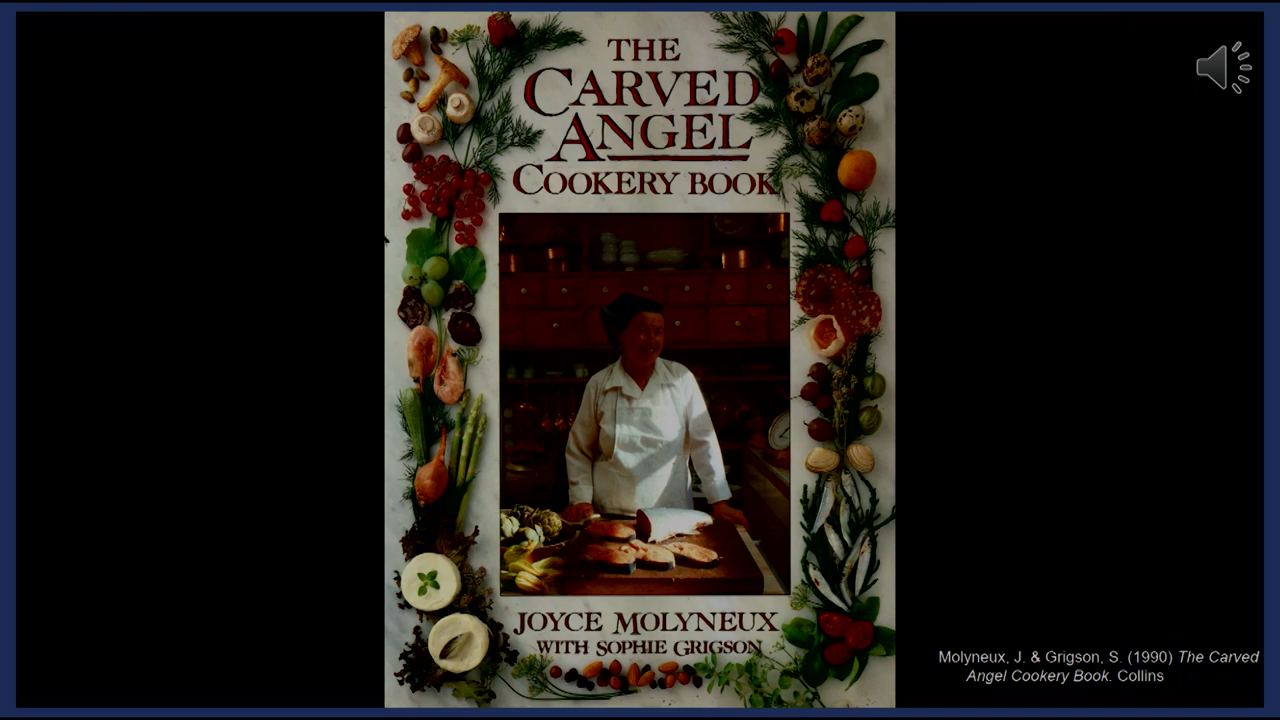 THE
CARVED
ANGEL
COOKERY BOOK
JOYCE MOLYNEUX
WITH SOPHIE GRIGSON
Molyneux, J. & Grigson, S. (1990) The Carved
Angel Cookery Book. Collins